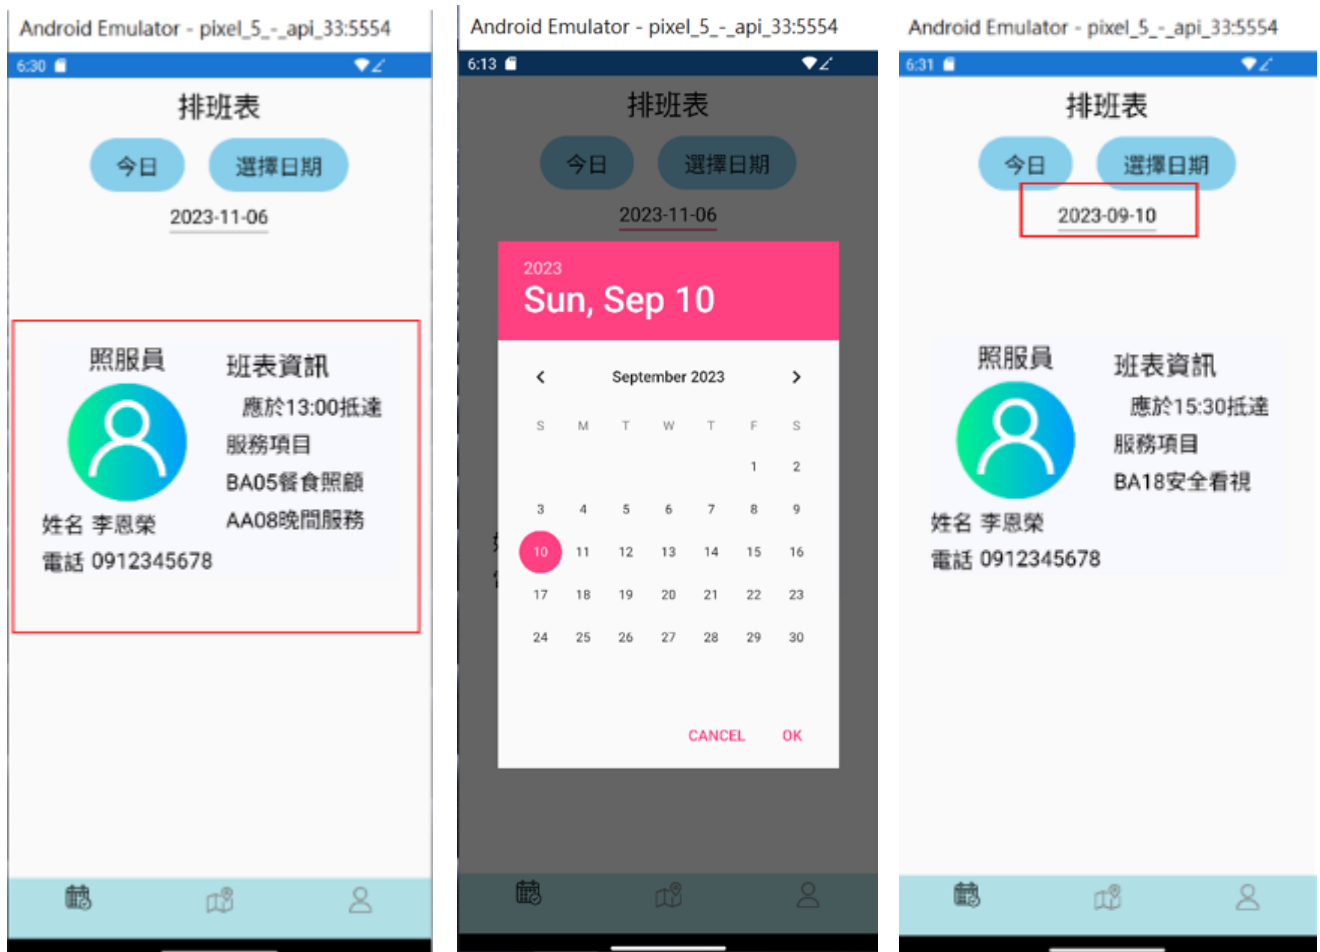 Android Emulator - pixel_5_-_api_33:5554
6:30
排班表
今日 選擇日期
2023-11-06
照服員
班表資訊
應於13:00抵達
服務項目
BA05餐食照顧
AA08晚間服務
姓名 李恩榮
電話 0912345678
Android Emulator - pixel_5_-_api_33:5554
6:13
排班表
今日 選擇日期
2023-11-06
2023
Sun, Sep 10
September 2023
S M T W T F S
1 2
3 4 5 6 7 8 9
10 11 12 13 14 15 16
17 18 19 20 21 22 23
24 25 26 27 28 29 30
CANCEL OK
Android Emulator - pixel_5_-_api_33:5554
6:31
排班表
今日 選擇日期
2023-09-10
照服員
班表資訊
應於15:30抵達
服務項目
BA18安全看視
姓名 李恩榮
電話 0912345678